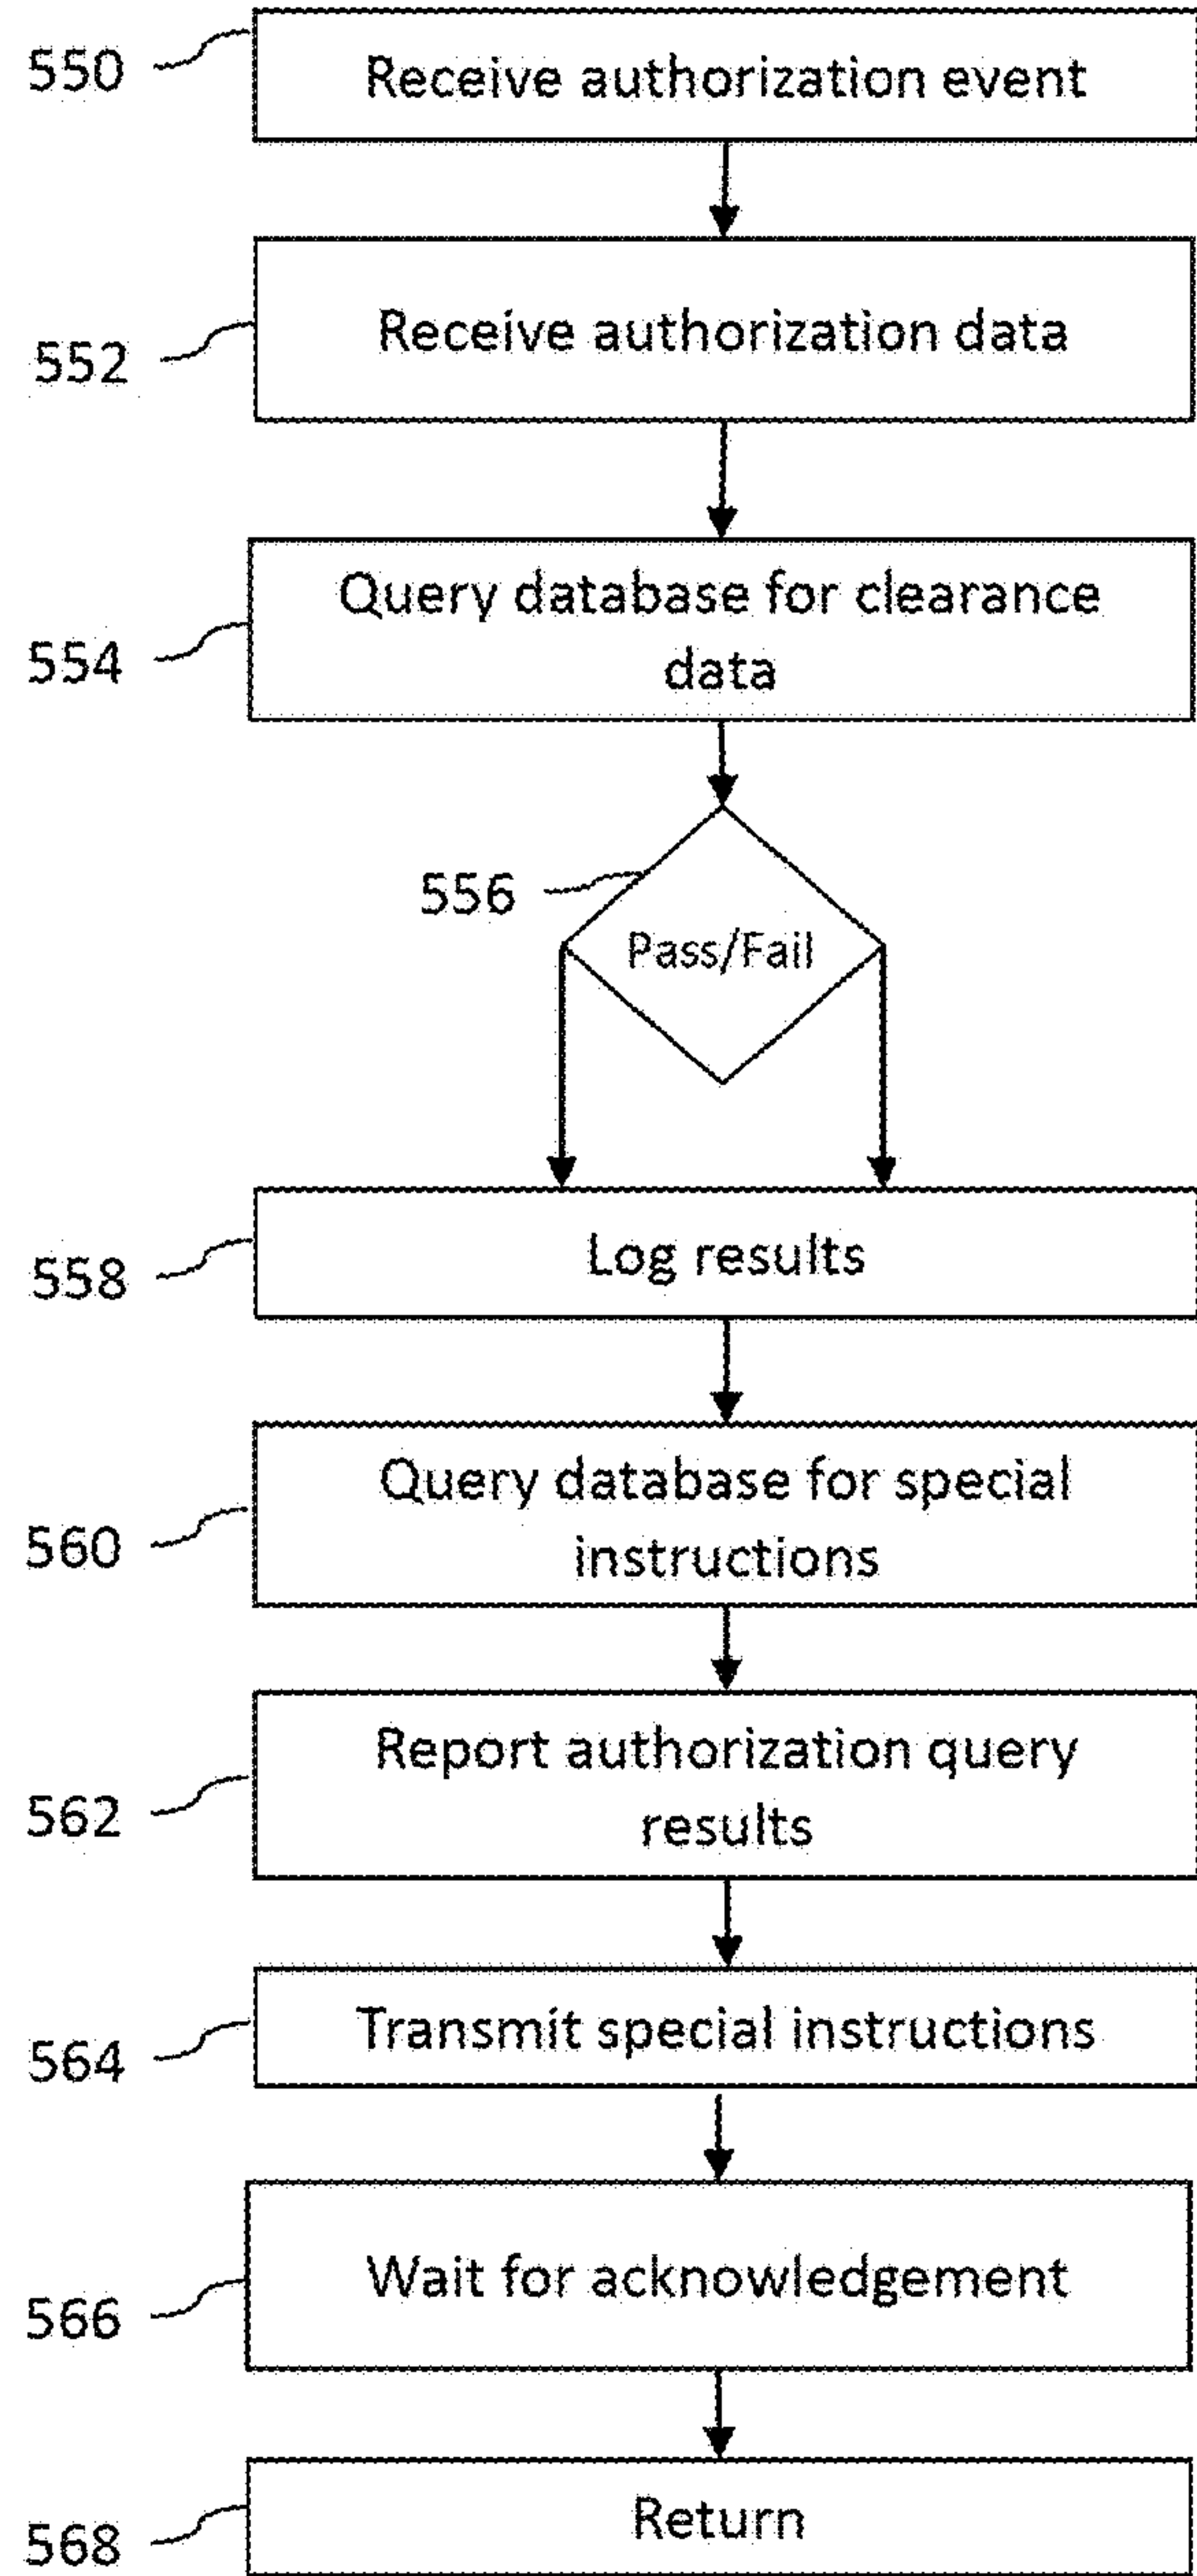 550
Receive authorization event
552
Receive authorization data
554
Query database for clearance
data
556
Pass/Fail
558
Log results
560
Query database for special
instructions
562
Report authorization query
results
564
Transmit special instructions
566
Wait for acknowledgement
568
Return